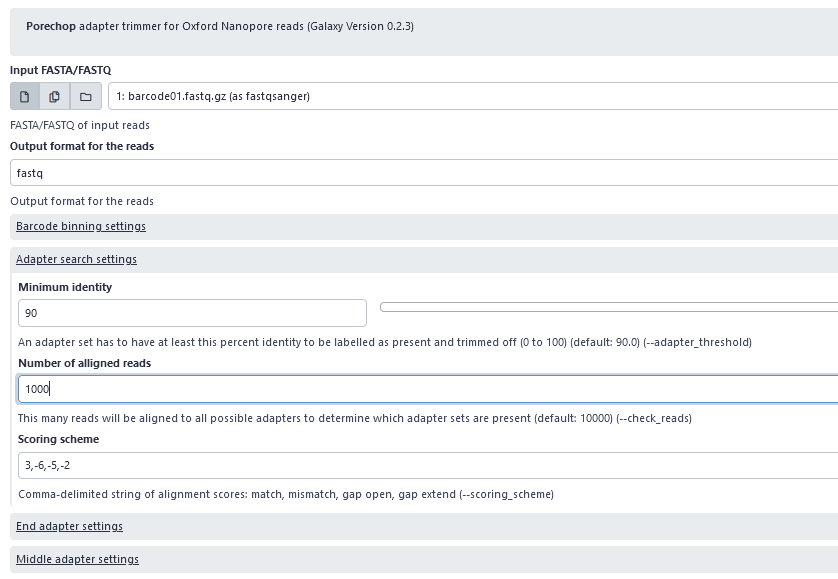 Porechop adapter trimmer for Oxford Nanopore reads (Galaxy Version 0.2.3)
Input FASTA/FASTQ
1: barcode01.fastq.gz (as fastqsanger)
FASTA/FASTQ of input reads
Output format for the reads
fastq
Output format for the reads
Barcode binning settings
Adapter search settings
Minimum identity
90
An adapter set has to have at least this percent identity to be labelled as present and trimmed off (0 to 100) (default: 90.0) (--adapter_threshold)
Number of alligned reads
1000
This many reads will be aligned to all possible adapters to determine which adapter sets are present (default: 10000) (--check_reads)
Scoring scheme
3,-6,-5,-2
Comma-delimited string of alignment scores: match, mismatch, gap open, gap extend (--scoring_scheme)
End adapter settings
Middle adapter settings